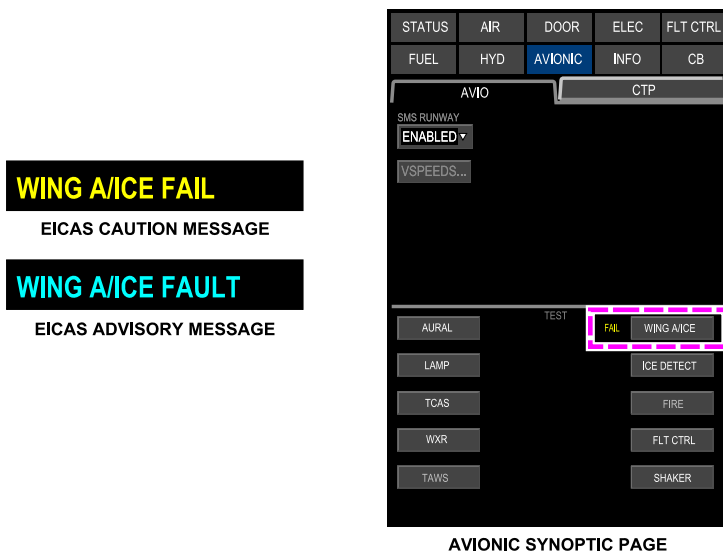 WING A/ICE FAIL
EICAS CAUTION MESSAGE
WING A/ICE FAULT
EICAS ADVISORY MESSAGE
STATUS AIR DOOR ELEC FLT CTRL
FUEL HYD AVIONIC INFO CB
AVIO CTP
SMS RUNWAY
ENABLED
VSPEEDS...
TEST
AURAL FAIL WING A/ICE
LAMP ICE DETECT
TCAS FIRE
WXR FLT CTRL
TAWS SHAKER
AVIONIC SYNOPTIC PAGE